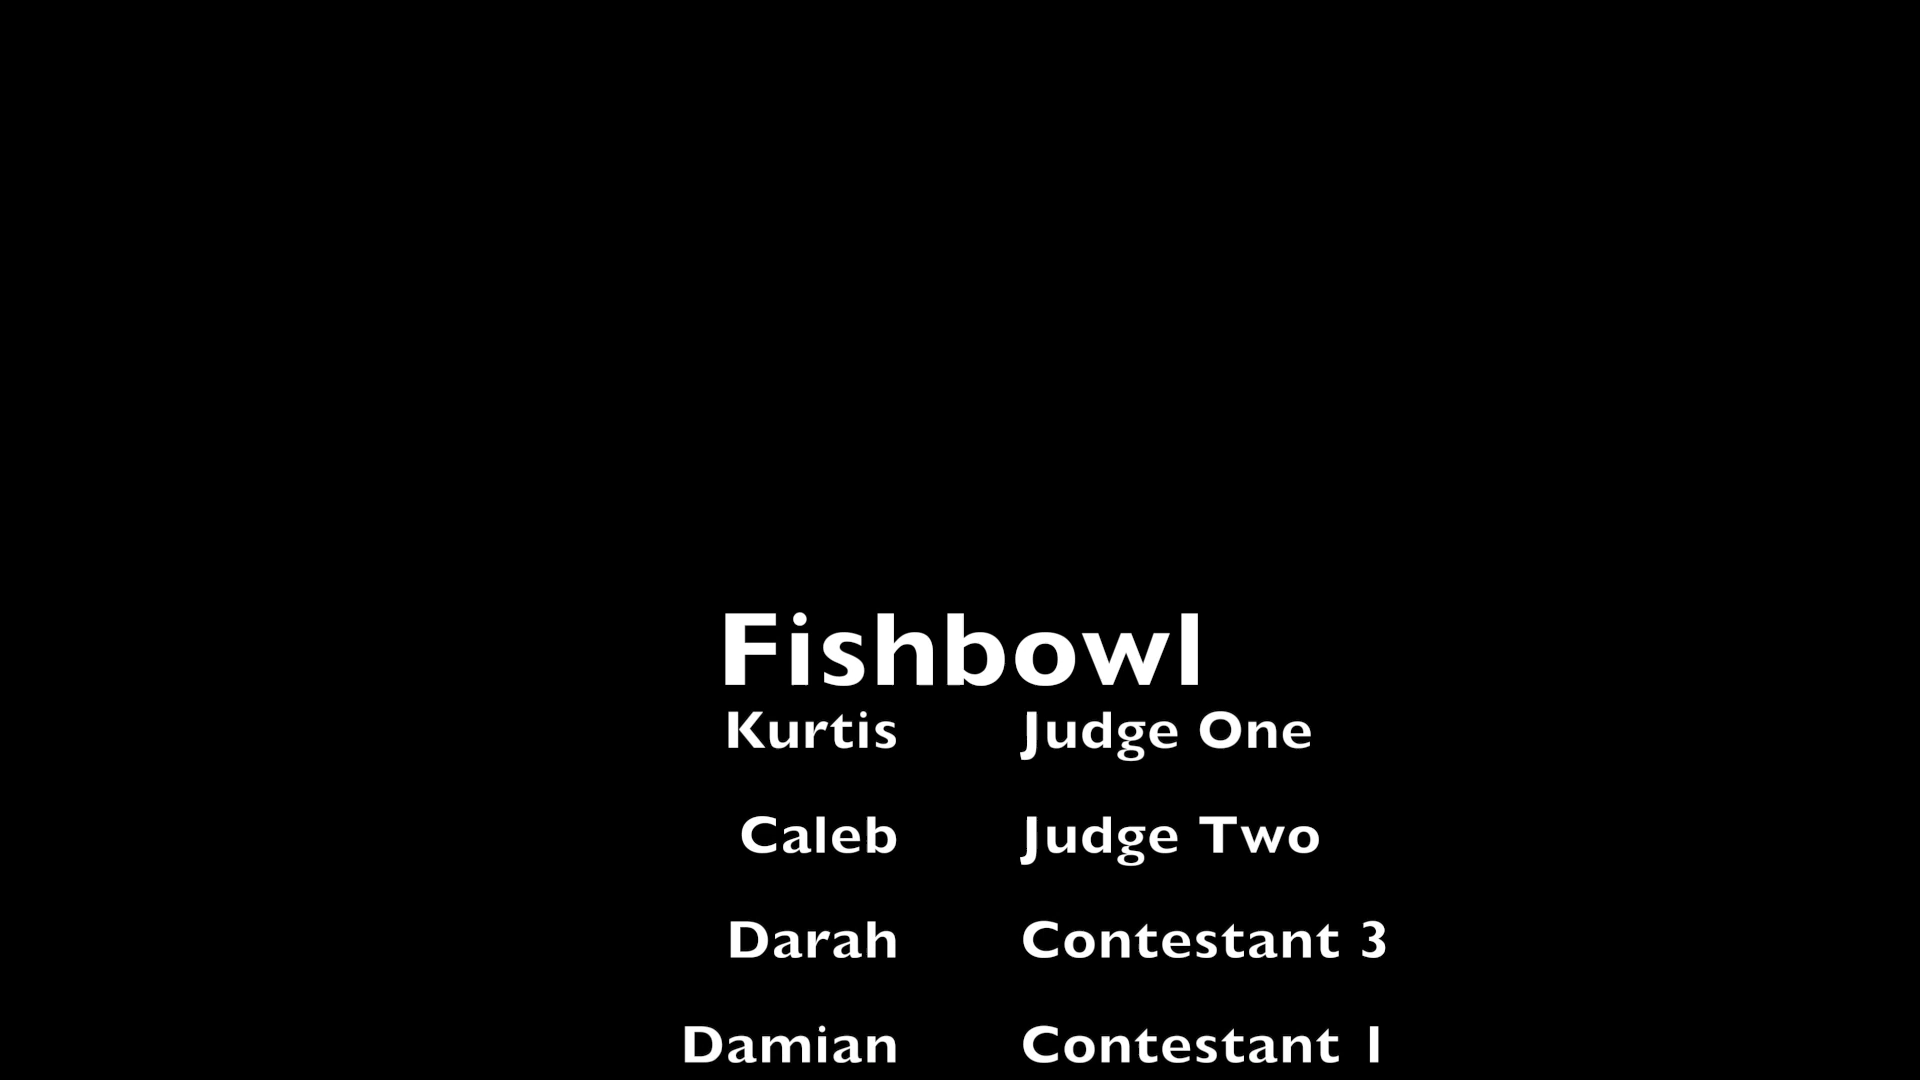 Fishbowl
Kurtis Judge One
Caleb Judge Two
Darah Contestant 3
Damian Contestant 1